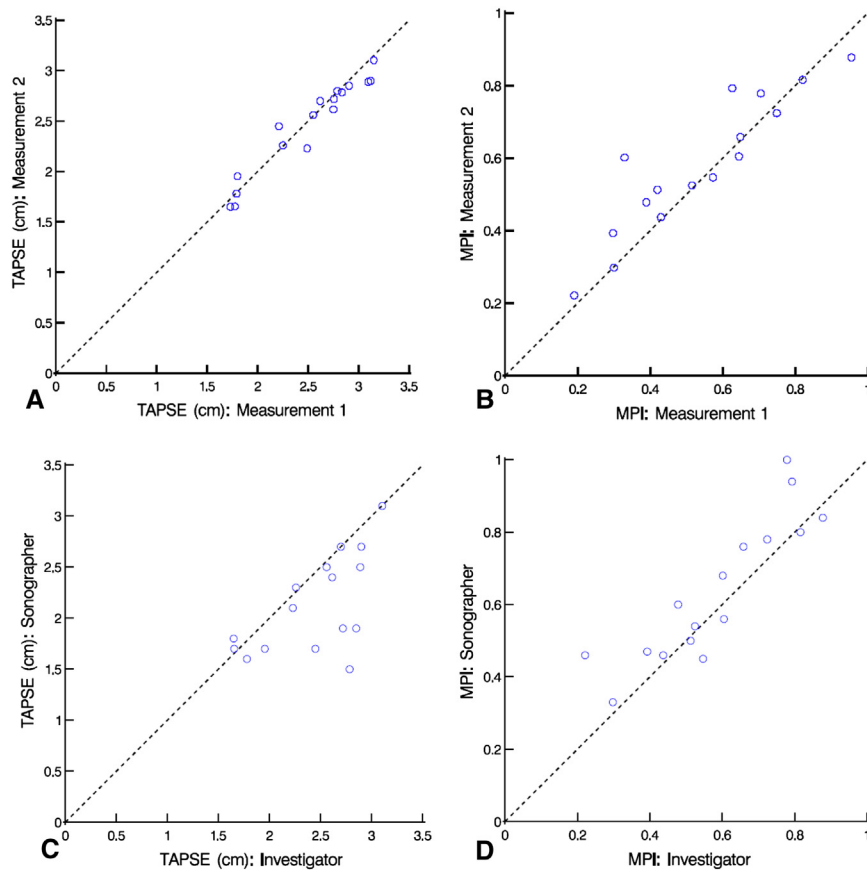 3.5
3
2.5
2
1.5
1
0.5
0
TAPSE (cm): Measurement 2
0 0.5 1 1.5 2 2.5 3 3.5
TAPSE (cm): Measurement 1
A
1
0.8
0.6
0.4
0.2
0
MPI: Measurement 2
0 0.2 0.4 0.6 0.8 1
MPI: Measurement 1
B
3.5
3
2.5
2
1.5
1
0.5
0
TAPSE (cm): Sonographer
0 0.5 1 1.5 2 2.5 3 3.5
TAPSE (cm): Investigator
C
1
0.8
0.6
0.4
0.2
0
MPI: Sonographer
0 0.2 0.4 0.6 0.8 1
MPI: Investigator
D